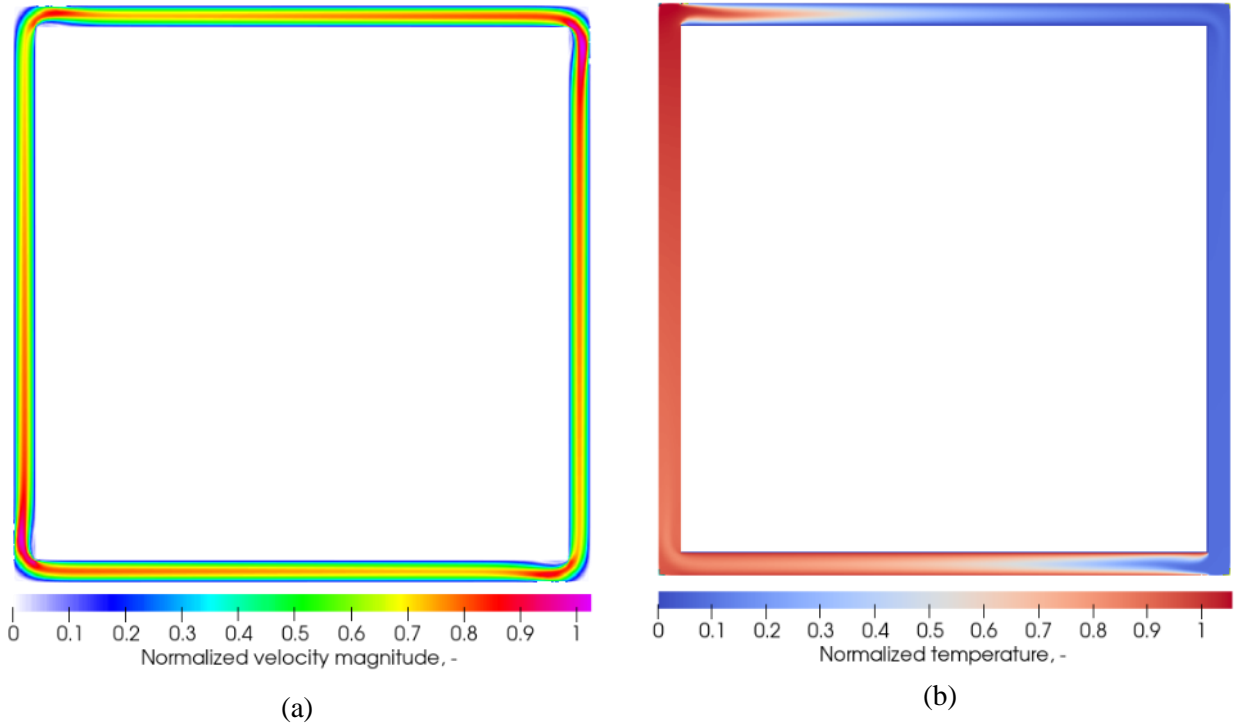 0 0.1 0.2 0.3 0.4 0.5 0.6 0.7 0.8 0.9 1
Normalized velocity magnitude, -
(a)
0 0.1 0.2 0.3 0.4 0.5 0.6 0.7 0.8 0.9 1
Normalized temperature, -
(b)